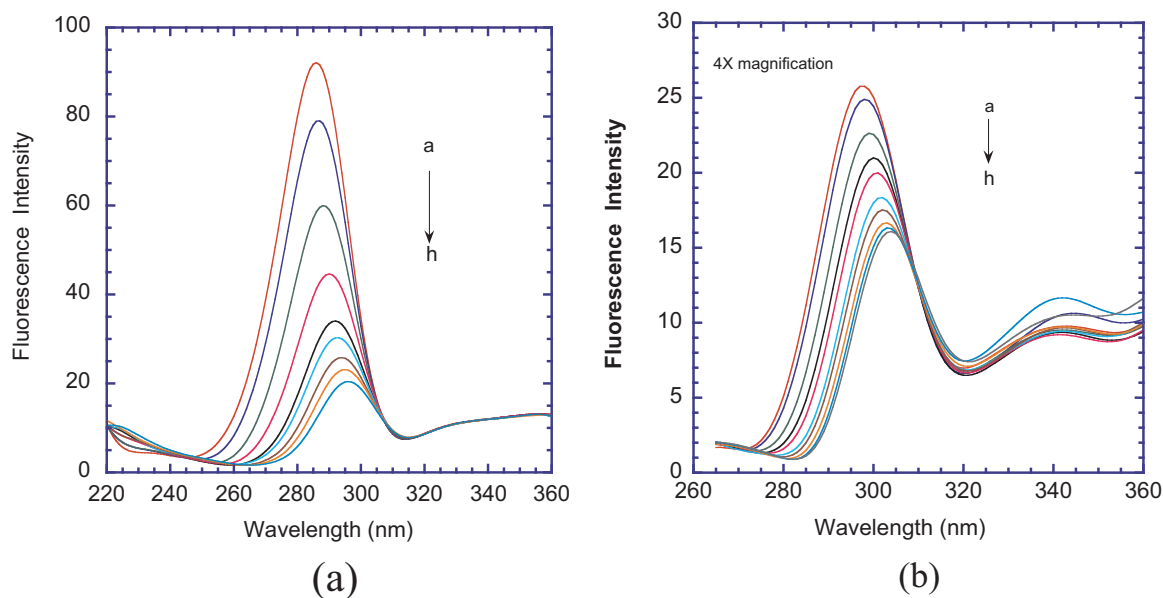 100
80
60
40
20
0
220 240 260 280 300 320 340 360
Fluorescence Intensity
Wavelength (nm)
a
h
(a)
30
25
20
15
10
5
0
260 280 300 320 340 360
Fluorescence Intensity
Wavelength (nm)
4X magnification
a
h
(b)